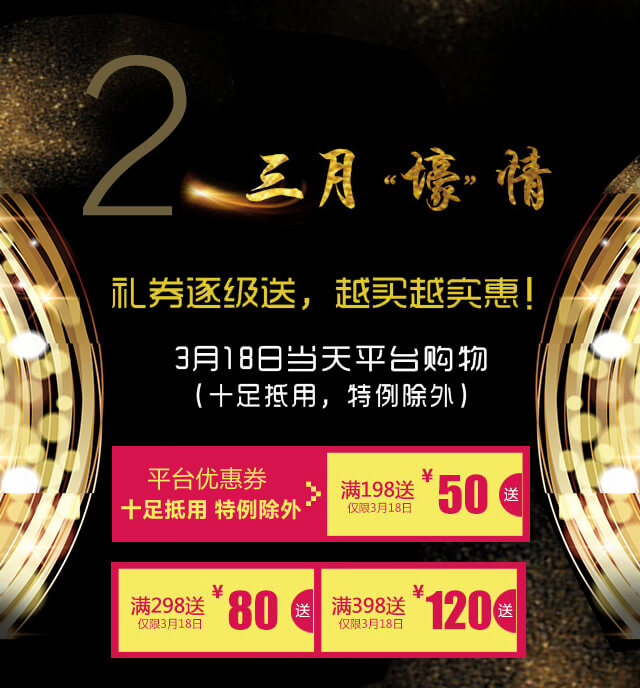 2
三月“壕”情
礼券逐级送，越买越实惠！
3月18日当天平台购物
（十足抵用，特例除外）
平台优惠券
十足抵用 特例除外
满198送
仅限3月18日
¥50
送
满298送
仅限3月18日
¥80
送
满398送
仅限3月18日
¥120
送